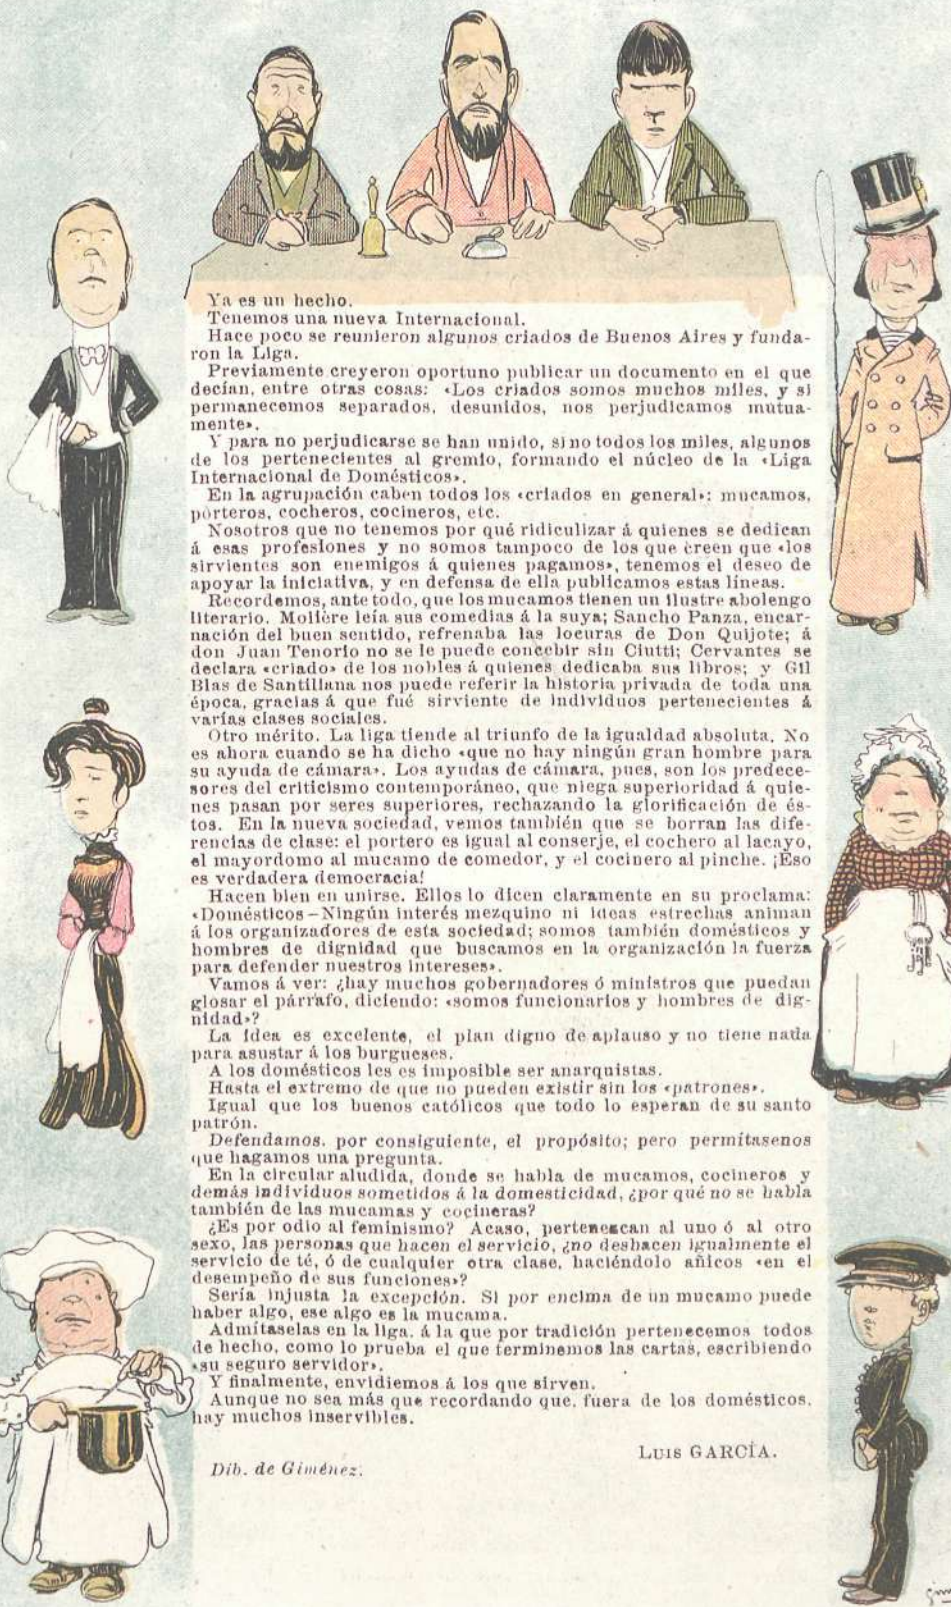 Ya es un hecho.
Tenemos una nueva Internacional.
Hace poco se reunieron algunos criados de Buenos Aires y funda-
ron la Liga.
Previamente creyeron oportuno publicar un documento en el que
decían, entre otras cosas: «Los criados somos muchos miles, y si
permanecemos separados, desunidos, nos perjudicamos mútua-
mente».
Y para no perjudicarse se han unido, si no todos los miles, algunos
de los pertenecientes al gremio, formando el núcleo de la «Liga
Internacional de Domésticos».
En la agrupación caben todos los «criados en general»: mucamos,
porteros, cocheros, cocineros, etc.
Nosotros que no tenemos por qué ridiculizar á quienes se dedican
á esas profesiones y no somos tampoco de los que creen que «los
sirvientes son enemigos á quienes pagamos», tenemos el deseo de
apoyar la iniciativa, y en defensa de ella publicamos estas líneas.
Recordemos, ante todo, que los mucamos tienen un ilustre abolengo
literario. Molière leía sus comedias á la suya; Sancho Panza, encar-
nación del buen sentido, refrenaba las locuras de Don Quijote; á
don Juan Tenorio no se le puede concebir sin Ciutti; Cervantes se
declara «criado» de los nobles á quienes dedicaba sus libros; y Gil
Blas de Santillana nos puede referir la historia privada de toda una
época, gracias á que fué sirviente de individuos pertenecientes á
varias clases sociales.
Otro mérito. La liga tiende al triunfo de la igualdad absoluta. No
es ahora cuando se ha dicho «que no hay ningún gran hombre para
su ayuda de cámara». Los ayudas de cámara, pues, son los predece-
sores del criticismo contemporáneo, que niega superioridad á quie-
nes pasan por seres superiores, rechazando la glorificación de és-
tos. En la nueva sociedad, vemos también que se borran las dife-
rencias de clase: el portero es igual al conserje, el cochero al lacayo,
el mayordomo al mucamo de comedor, y el cocinero al pinche. ¡Eso
es verdadera democracia!
Hacen bien en unirse. Ellos lo dicen claramente en su proclama:
«Domésticos—Ningún interés mezquino ni ideas estrechas animan
á los organizadores de esta sociedad; somos también domésticos y
hombres de dignidad que buscamos en la organización la fuerza
para defender nuestros intereses».
Vamos á ver: ¿hay muchos gobernadores ó ministros que puedan
glosar el párrafo, diciendo: «somos funcionarios y hombres de dig-
nidad»?
La idea es excelente, el plan digno de aplauso y no tiene nada
para asustar á los burgueses.
A los domésticos les es imposible ser anarquistas.
Hasta el extremo de que no pueden existir sin los «patrones».
Igual que los buenos católicos que todo lo esperan de su santo
patrón.
Defendamos. por consiguiente, el propósito; pero permítasenos
que hagamos una pregunta.
En la circular aludida, donde se habla de mucamos, cocineros y
demás individuos sometidos á la domesticidad, ¿por qué no se habla
también de las mucamas y cocineras?
¿Es por odio al feminismo? Acaso, pertenezcan al uno ó al otro
sexo, las personas que hacen el servicio, ¿no deshacen igualmente el
servicio de té, ó de cualquier otra clase, haciéndolo añicos «en el
desempeño de sus funciones»?
Sería injusta la excepción. Si por encima de un mucamo puede
haber algo, ese algo es la mucama.
Admítaselas en la liga. á la que por tradición pertenecemos todos
de hecho, como lo prueba el que terminemos las cartas, escribiendo
«su seguro servidor».
Y finalmente, envidiemos á los que sirven.
Aunque no sea más que recordando que, fuera de los domésticos.
hay muchos inservibles.
LUIS GARCÍA.
Dib. de Giménez.